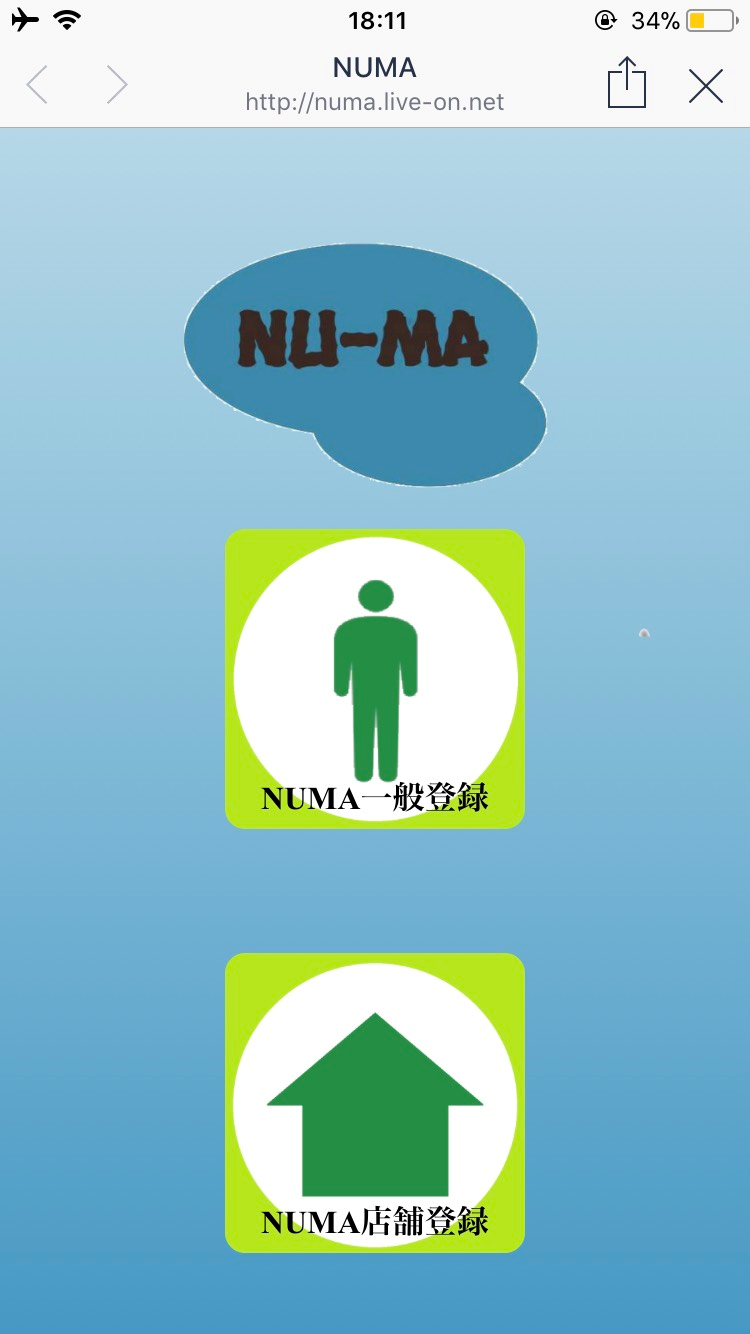 18:11
34%
NUMA
http://numa.live-on.net
NU-MA
NUMA一般登録
NUMA店舗登録